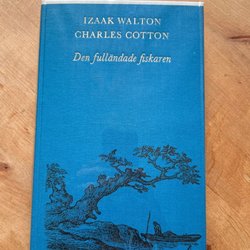 IZAAK WALTON
CHARLES COTTON
Den fulländade fiskaren